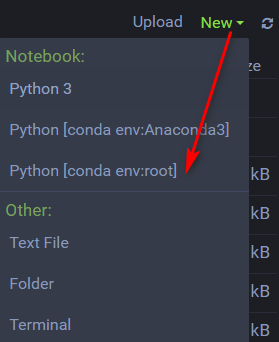 Upload New
Notebook: ze
Python 3
Python [conda env:Anaconda3]
Python [conda env:root] kB
Other: kB
Text File kB
Folder kB
Terminal kB